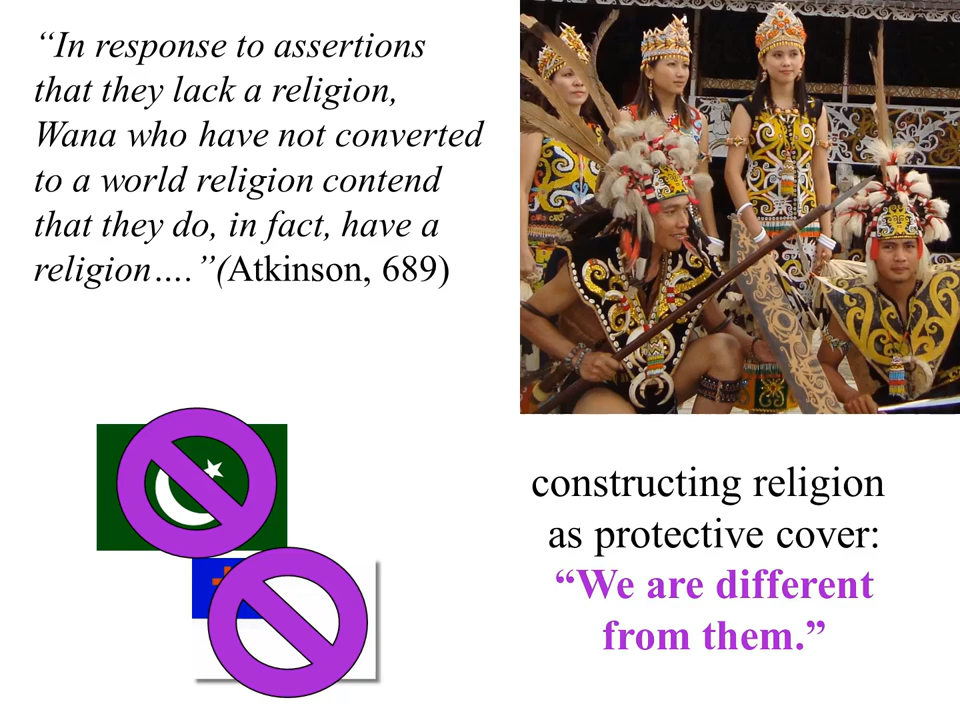 “In response to assertions
that they lack a religion,
Wana who have not converted
to a world religion contend
that they do, in fact, have a
religion….”(Atkinson, 689)
constructing religion
as protective cover:
“We are different
from them.”